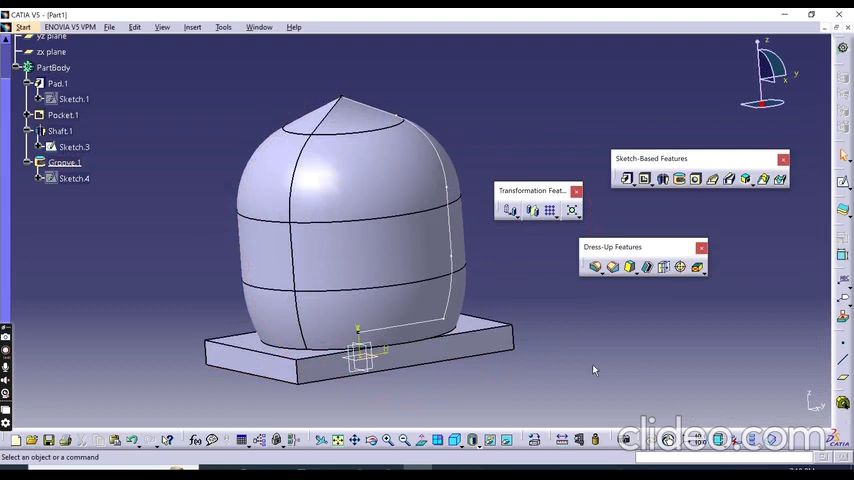 CATIA V5 - [Part1]
Start ENOVIA V5 VPM File Edit View Insert Tools Window Help
yz plane
zx plane
PartBody
Pad.1
Sketch.1
Pocket.1
Shaft.1
Sketch.3
Groove.1
Sketch.4
z
y
x
Sketch-Based Features
Transformation Feat...
Dress-Up Features
z
y
f(x)
clideo.com
CATIA
Select an object or a command